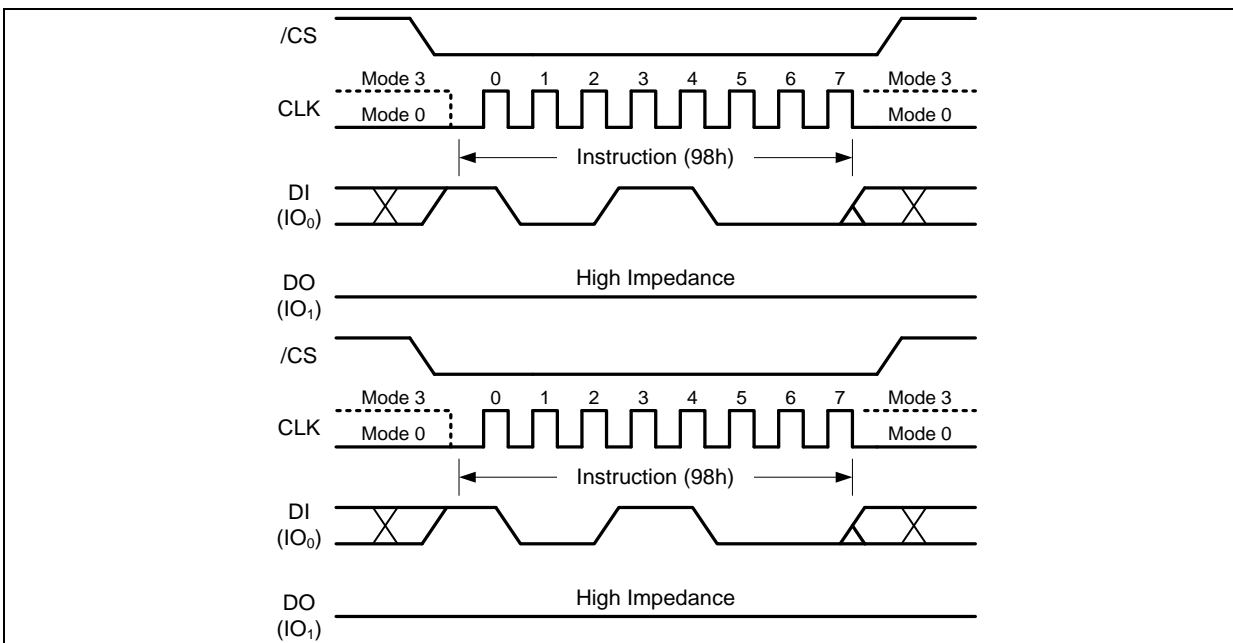 /CS
Mode 3 0 1 2 3 4 5 6 7 Mode 3
CLK
Mode 0 Mode 0
Instruction (98h)
DI
(IO₀)
High Impedance
DO
(IO₁)
/CS
Mode 3 0 1 2 3 4 5 6 7 Mode 3
CLK
Mode 0 Mode 0
Instruction (98h)
DI
(IO₀)
High Impedance
DO
(IO₁)